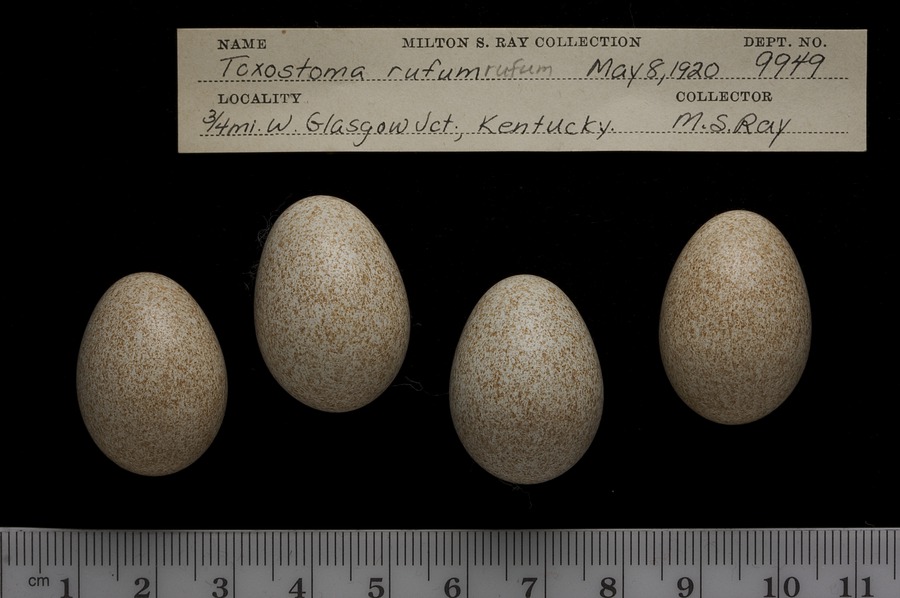 NAME MILTON S. RAY COLLECTION DEPT. NO.
Toxostoma rufum rufum May 8, 1920 9949
LOCALITY COLLECTOR
3/4 mi. W Glasgow Jct., Kentucky. M.S. Ray
cm 1 2 3 4 5 6 7 8 9 10 11